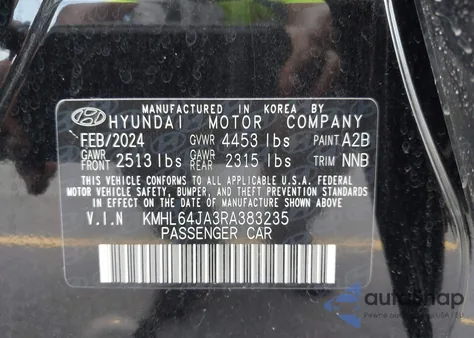 MANUFACTURED IN KOREA BY
HYUNDAI MOTOR COMPANY
FEB/2024 GVWR 4453 lbs PAINT A2B
GAWR FRONT 2513 lbs GAWR REAR 2315 lbs TRIM NNB
THIS VEHICLE CONFORMS TO ALL APPLICABLE U.S.A. FEDERAL
MOTOR VEHICLE SAFETY, BUMPER, AND THEFT PREVENTION STANDARDS
IN EFFECT ON THE DATE OF MANUFACTURE SHOWN ABOVE.
V.I.N KMHL64JA3RA383235
PASSENGER CAR
autosnap